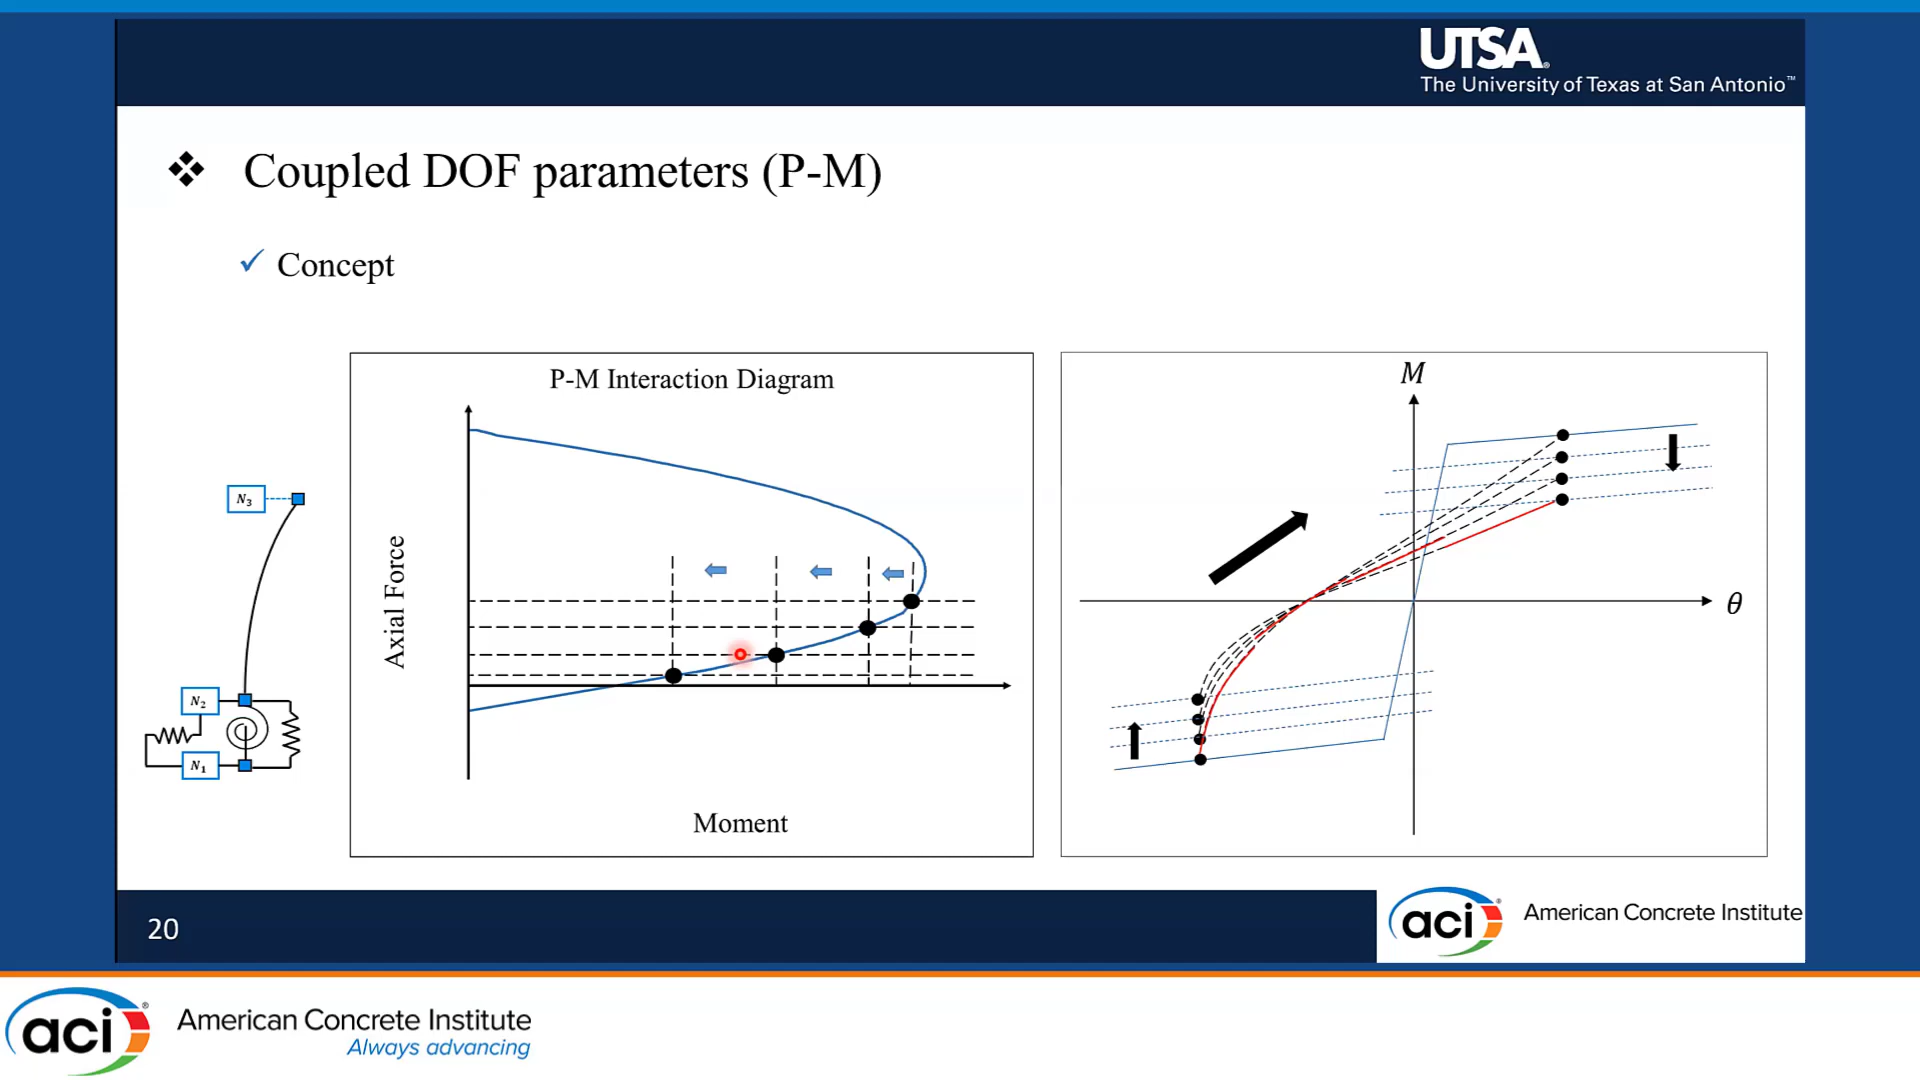 UTSA®
The University of Texas at San Antonio™
❖ Coupled DOF parameters (P-M)
✓ Concept
P-M Interaction Diagram
Axial Force
Moment
N3
N2
N1
M
θ
20
aci®
American Concrete Institute
aci®
American Concrete Institute
Always advancing